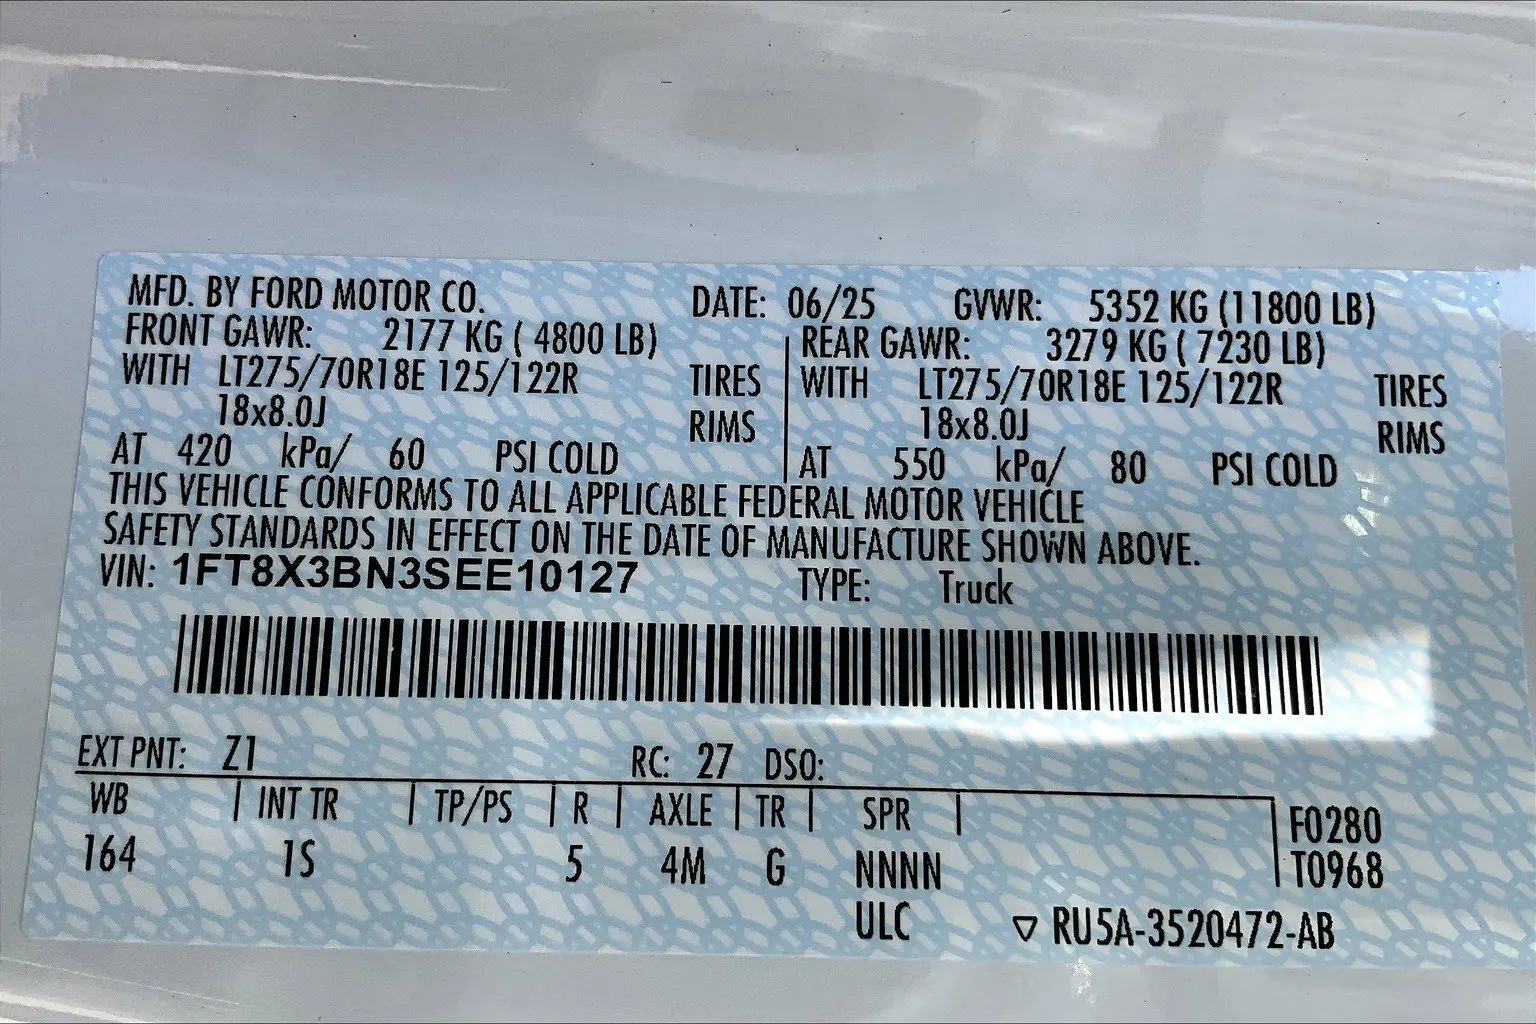 MFD. BY FORD MOTOR CO. DATE: 06/25 GVWR: 5352 KG (11800 LB)
FRONT GAWR: 2177 KG ( 4800 LB) REAR GAWR: 3279 KG ( 7230 LB)
WITH LT275/70R18E 125/122R TIRES WITH LT275/70R18E 125/122R TIRES
18x8.0J RIMS 18x8.0J RIMS
AT 420 kPa/ 60 PSI COLD AT 550 kPa/ 80 PSI COLD
THIS VEHICLE CONFORMS TO ALL APPLICABLE FEDERAL MOTOR VEHICLE
SAFETY STANDARDS IN EFFECT ON THE DATE OF MANUFACTURE SHOWN ABOVE.
VIN: 1FT8X3BN3SEE10127 TYPE: Truck
EXT PNT: Z1 RC: 27 DSO:
WB INT TR TP/PS R AXLE TR SPR F0280
164 1S 5 4M G NNNN T0968
ULC ▽ RU5A-3520472-AB